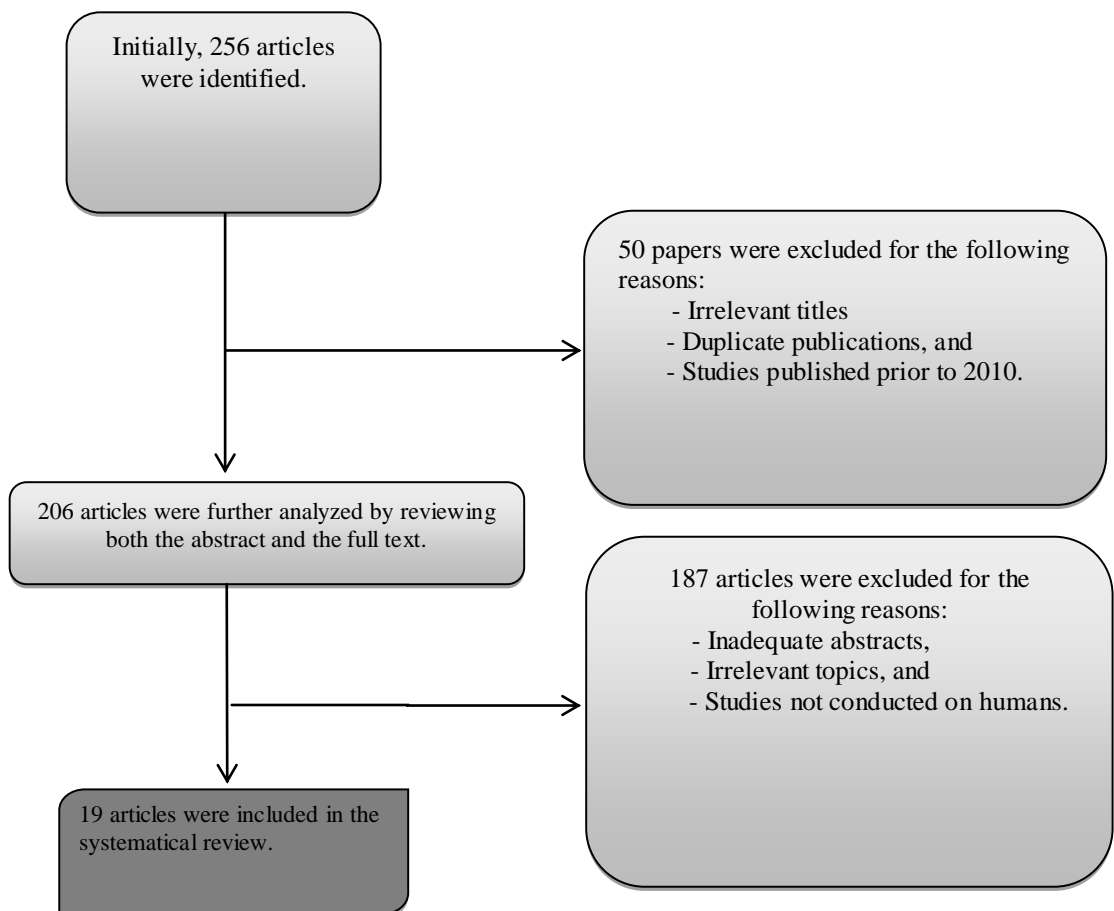 Initially, 256 articles
were identified.
50 papers were excluded for the following
reasons:
- Irrelevant titles
- Duplicate publications, and
- Studies published prior to 2010.
206 articles were further analyzed by reviewing
both the abstract and the full text.
187 articles were excluded for the
following reasons:
- Inadequate abstracts,
- Irrelevant topics, and
- Studies not conducted on humans.
19 articles were included in the
systematical review.